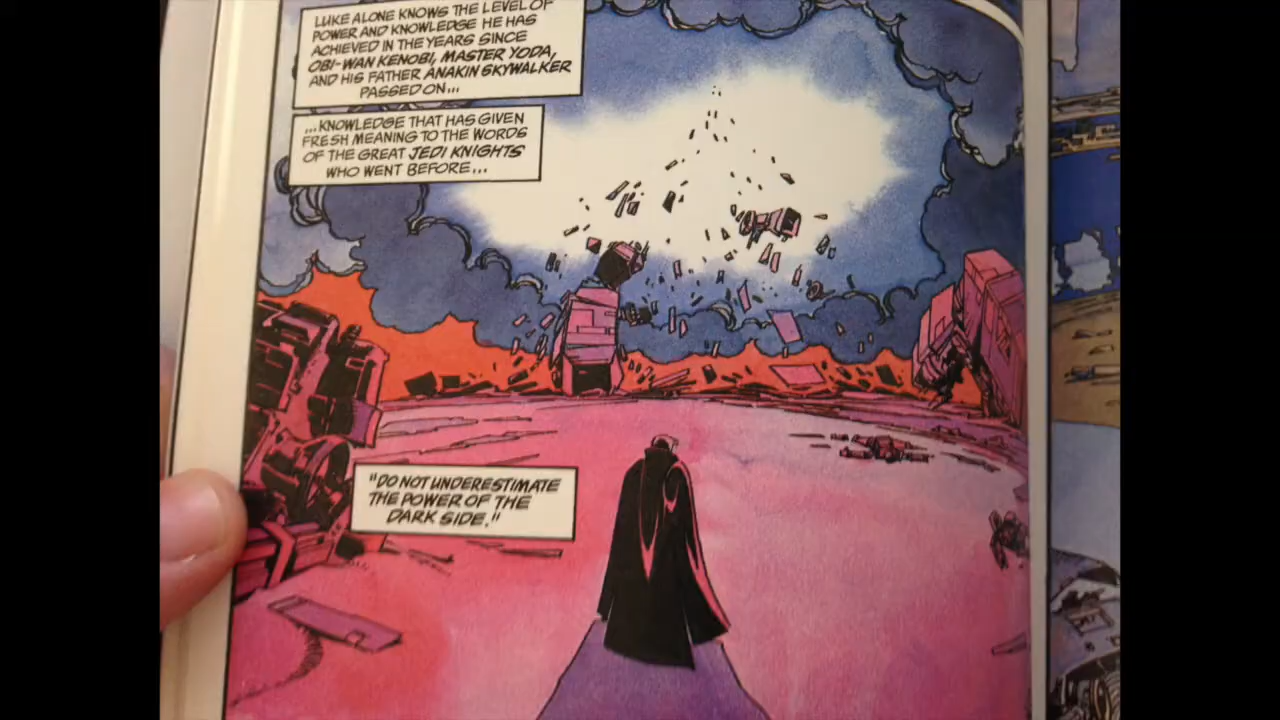 LUKE ALONE KNOWS THE LEVEL OF
POWER AND KNOWLEDGE HE HAS
ACHIEVED IN THE YEARS SINCE
OBI-WAN KENOBI, MASTER YODA,
AND HIS FATHER ANAKIN SKYWALKER
PASSED ON...
...KNOWLEDGE THAT HAS GIVEN
FRESH MEANING TO THE WORDS
OF THE GREAT JEDI KNIGHTS
WHO WENT BEFORE...
"DO NOT UNDERESTIMATE
THE POWER OF THE
DARK SIDE."